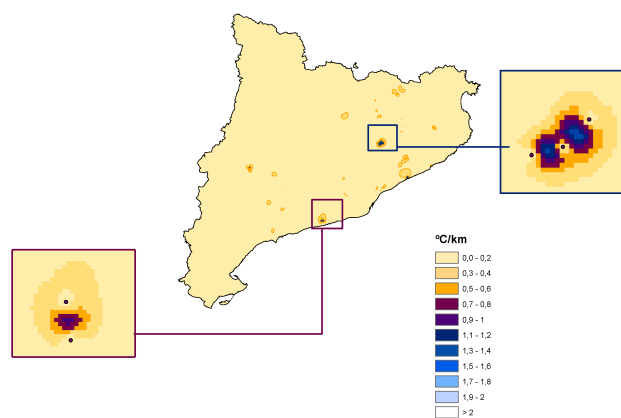 ºC/km
0,0 - 0,2
0,3 - 0,4
0,5 - 0,6
0,7 - 0,8
0,9 - 1
1,1 - 1,2
1,3 - 1,4
1,5 - 1,6
1,7 - 1,8
1,9 - 2
> 2